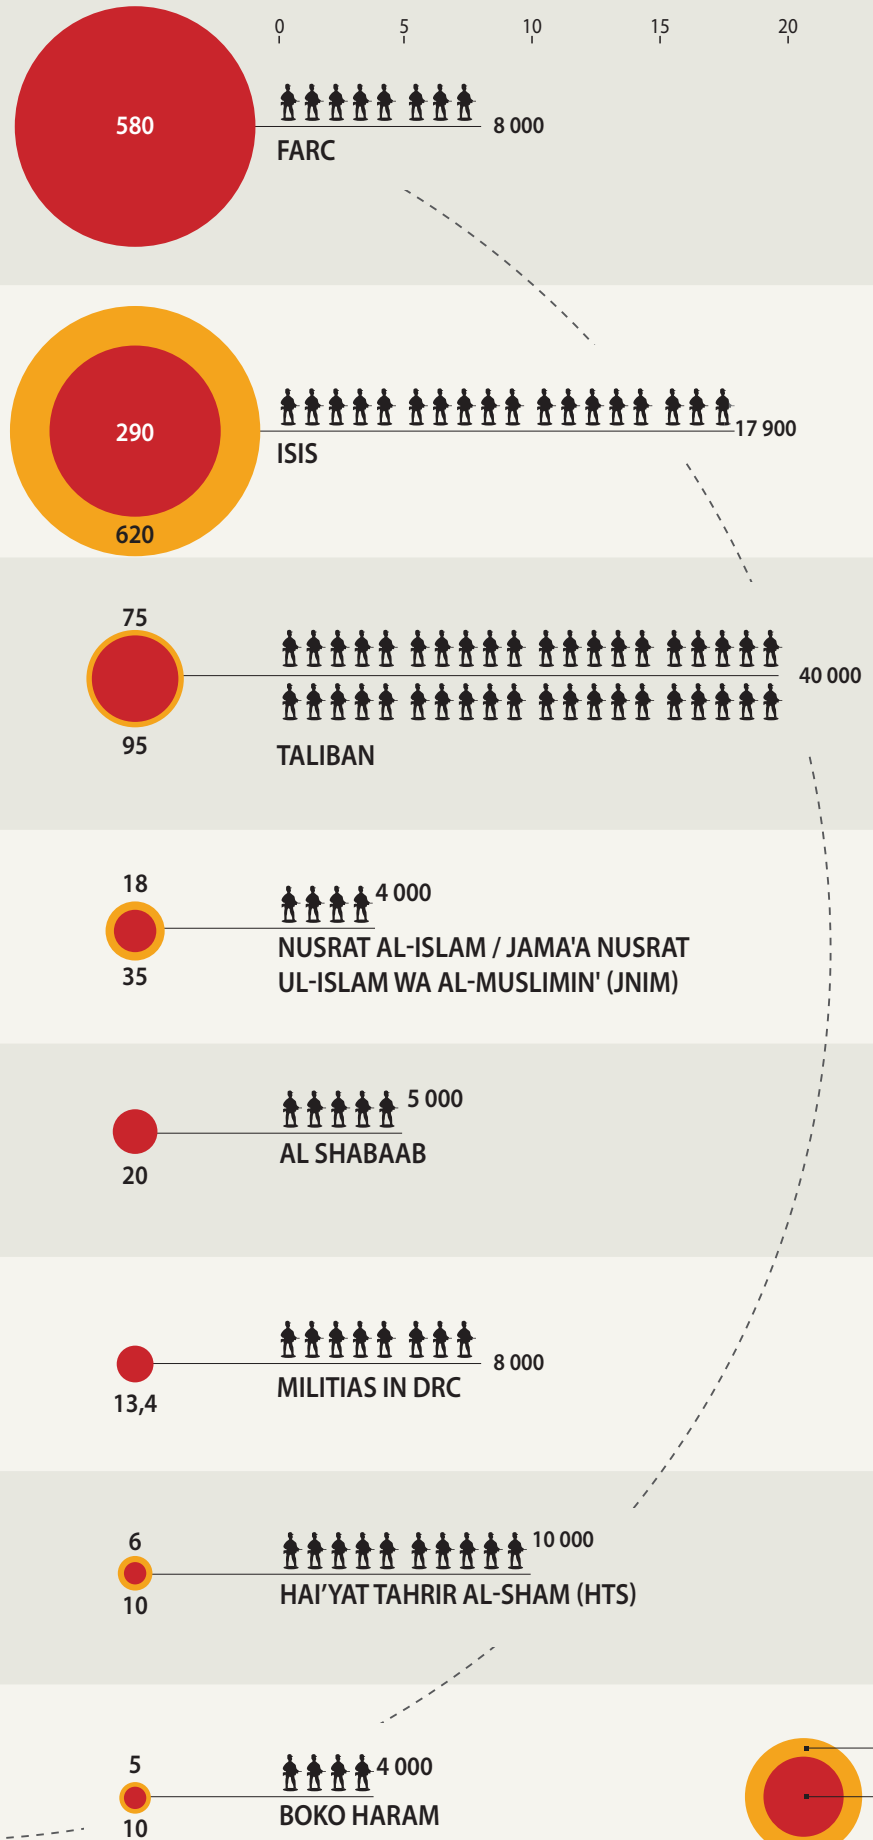 0 5 10 15 20
580
8 000
FARC
290
17 900
ISIS
620
75
40 000
95
TALIBAN
18
4 000
NUSRAT AL-ISLAM / JAMA'A NUSRAT
UL-ISLAM WA AL-MUSLIMIN' (JNIM)
35
5 000
AL SHABAAB
20
8 000
MILITIAS IN DRC
13,4
6
10 000
HAI’YAT TAHRIR AL-SHAM (HTS)
10
5
4 000
BOKO HARAM
10